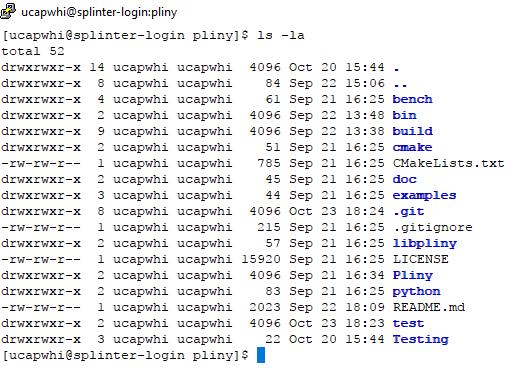 ucapwhi@splinter-login:pliny
[ucapwhi@splinter-login pliny]$ ls -la
total 52
drwxrwxr-x 14 ucapwhi ucapwhi  4096 Oct 20 15:44 .
drwxrwxr-x  8 ucapwhi ucapwhi    84 Sep 22 15:06 ..
drwxrwxr-x  4 ucapwhi ucapwhi    61 Sep 21 16:25 bench
drwxrwxr-x  2 ucapwhi ucapwhi  4096 Sep 22 13:48 bin
drwxrwxr-x  9 ucapwhi ucapwhi  4096 Sep 22 13:38 build
drwxrwxr-x  2 ucapwhi ucapwhi    51 Sep 21 16:25 cmake
-rw-rw-r--  1 ucapwhi ucapwhi   785 Sep 21 16:25 CMakeLists.txt
drwxrwxr-x  2 ucapwhi ucapwhi    45 Sep 21 16:25 doc
drwxrwxr-x  3 ucapwhi ucapwhi    44 Sep 21 16:25 examples
drwxrwxr-x  8 ucapwhi ucapwhi  4096 Oct 23 18:24 .git
-rw-rw-r--  1 ucapwhi ucapwhi   215 Sep 21 16:25 .gitignore
drwxrwxr-x  2 ucapwhi ucapwhi    57 Sep 21 16:25 libpliny
-rw-rw-r--  1 ucapwhi ucapwhi 15920 Sep 21 16:25 LICENSE
drwxrwxr-x  2 ucapwhi ucapwhi  4096 Sep 21 16:34 Pliny
drwxrwxr-x  2 ucapwhi ucapwhi    83 Sep 21 16:25 python
-rw-rw-r--  1 ucapwhi ucapwhi  2023 Sep 22 18:09 README.md
drwxrwxr-x  2 ucapwhi ucapwhi  4096 Oct 23 18:23 test
drwxrwxr-x  3 ucapwhi ucapwhi    22 Oct 20 15:44 Testing
[ucapwhi@splinter-login pliny]$